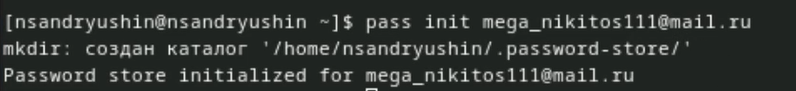 [nsandryushin@nsandryushin ~]$ pass init mega_nikitos111@mail.ru
mkdir: создан каталог '/home/nsandryushin/.password-store/'
Password store initialized for mega_nikitos111@mail.ru